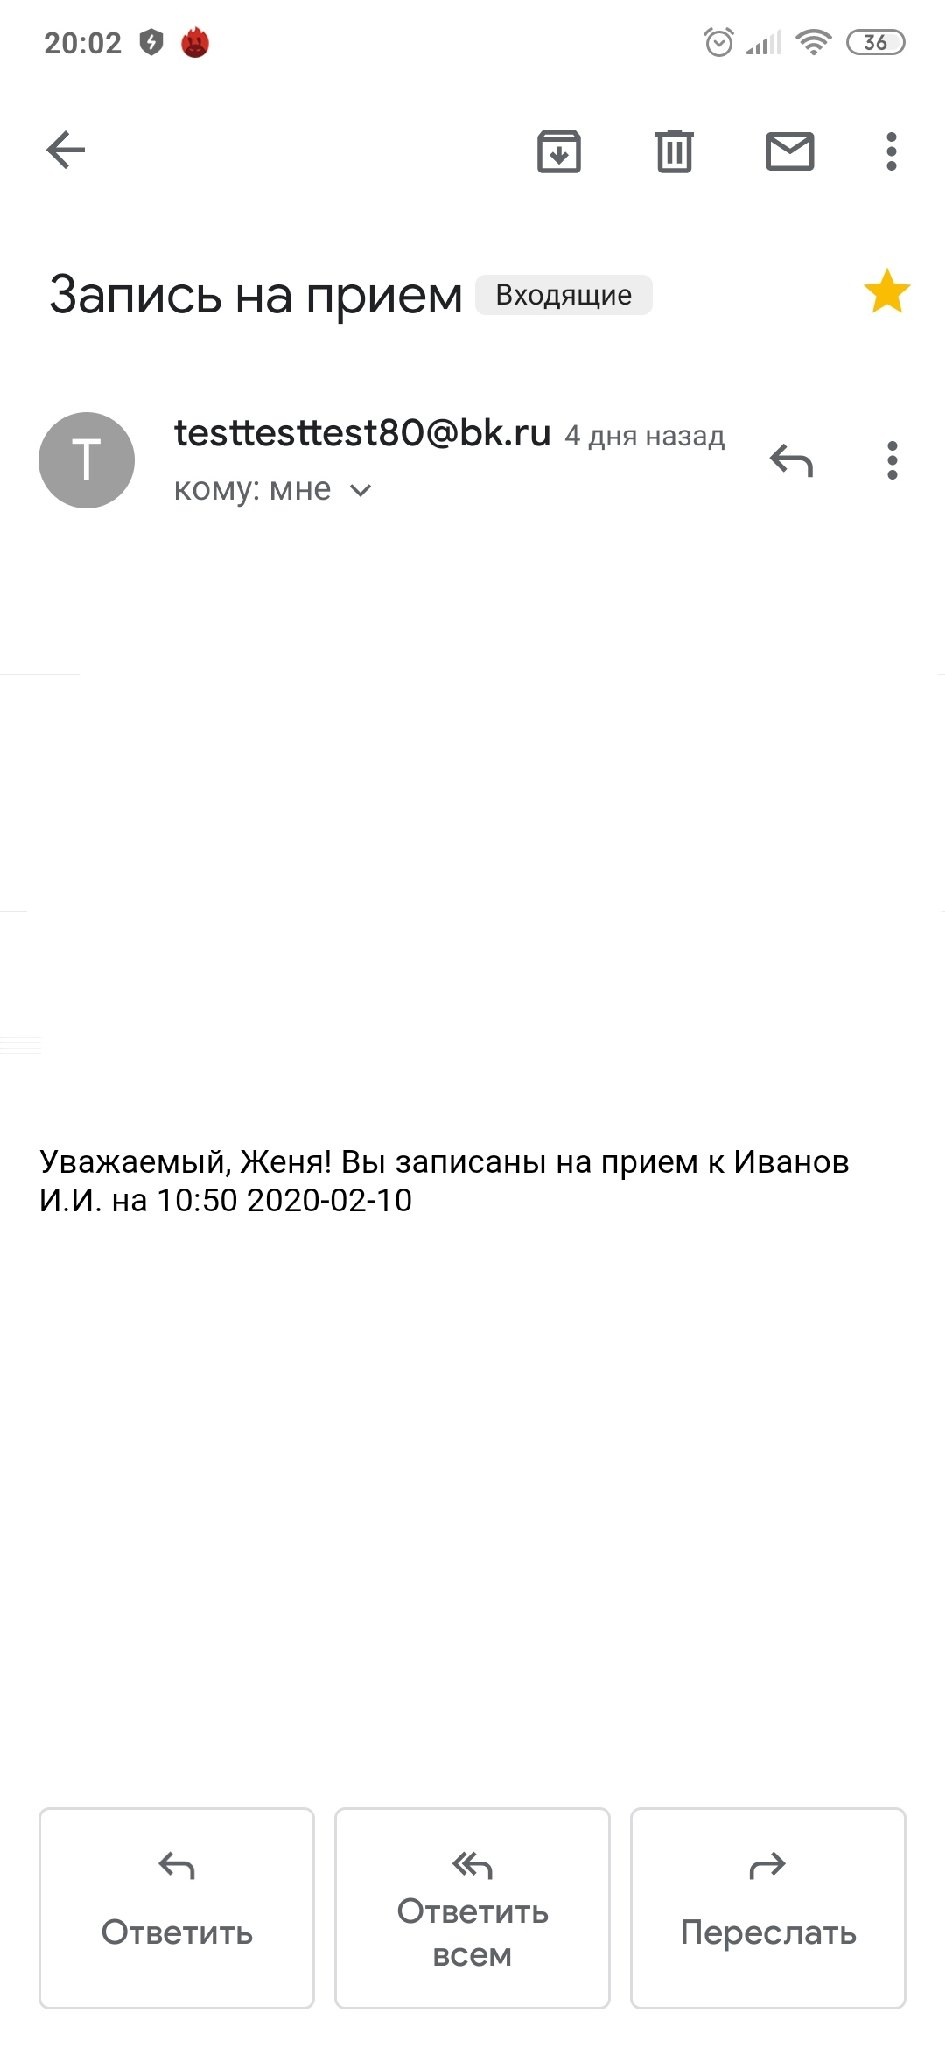 20:02
36
Запись на прием Входящие
T
testtesttest80@bk.ru 4 дня назад
кому: мне
Уважаемый, Женя! Вы записаны на прием к Иванов
И.И. на 10:50 2020-02-10
Ответить
Ответить
всем
Переслать